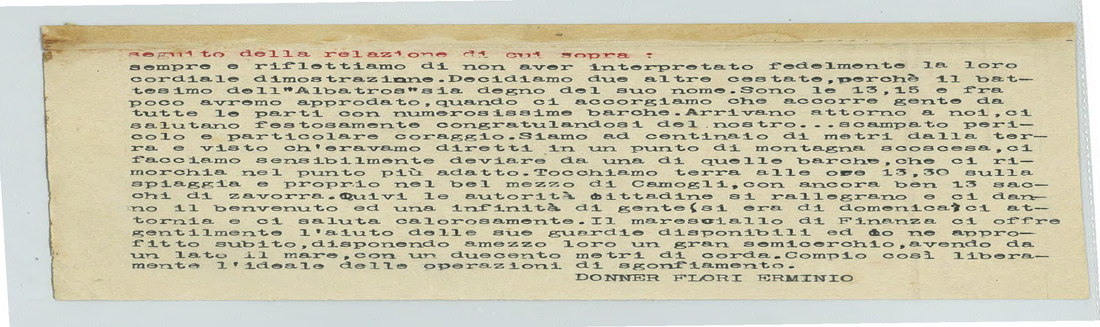 seguito della relazione di cui sopra :
sempre e riflettiamo di non aver interpretato fedelmente la loro
cordiale dimostrazinne.Decidiamo due altre cestate,perchè il bat-
tesimo dell"Albatros"sia degno del suo nome.Sono le 13,15 e fra
poco avremo approdato,quando ci accorgiamo che accorre gente da
tutte le parti con numerosissime barche.Arrivano attorno a noi,ci
salutano festosamente congratulandosi del nostro...scampato peri-
colo e particolare coraggio.Siamo ad centinaio di metri dalla ter-
ra e visto ch'eravamo diretti in un punto di montagna scoscesa,ci
facciamo sensibilmente deviare da una di quelle barche,che ci ri-
morchia nel punto più adatto.Tocchiamo terra alle ore 13,30 sulla
spiaggia e proprio nel bel mezzo di Camogli,con ancora ben 13 sac-
chi di zavorra.Quivi le autorità cittadine si rallegrano e ci dan-
no il benvenuto ed una infinità di gente(si era di domenica)ci at-
tornia e ci saluta calorosamente.Il maresciallo di Finanza ci offre
gentilmente l'aiuto delle sue guardie disponibili ed io ne appro-
fitto subito,disponendo amezzo loro un gran semicerchio,avendo da
un lato il mare,con un duecento metri di corda.Compio così libera-
mente l'ideale delle operazioni di sgonfiamento.
DONNER FLORI ERMINIO